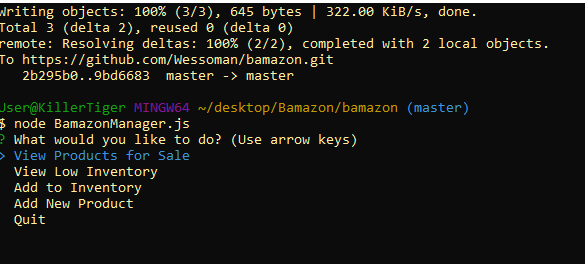 Writing objects: 100% (3/3), 645 bytes | 322.00 KiB/s, done.
Total 3 (delta 2), reused 0 (delta 0)
remote: Resolving deltas: 100% (2/2), completed with 2 local objects.
To https://github.com/Wessoman/bamazon.git
   2b295b0..9bd6683  master -> master

User@KillerTiger MINGW64 ~/desktop/Bamazon/bamazon (master)
$ node BamazonManager.js
? What would you like to do? (Use arrow keys)
> View Products for Sale
  View Low Inventory
  Add to Inventory
  Add New Product
  Quit